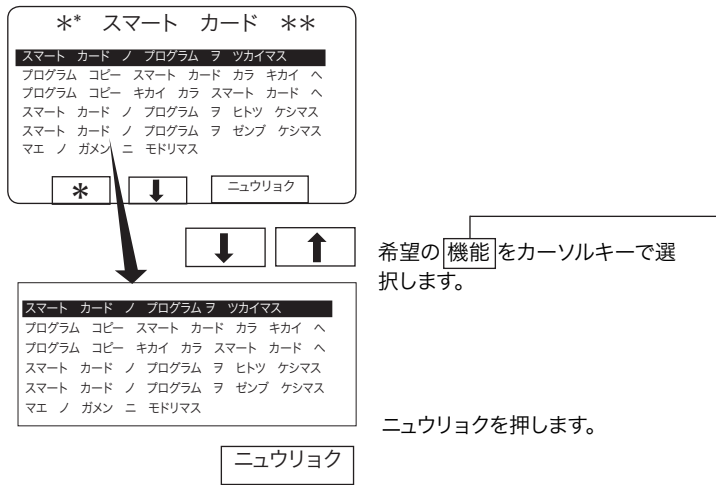 ** スマート カード **
スマート カード ノ プログラム ヲ ツカイマス
プログラム コピー スマート カード カラ キカイ ヘ
プログラム コピー キカイ カラ スマート カード ヘ
スマート カード ノ プログラム ヲ ヒトツ ケシマス
スマート カード ノ プログラム ヲ ゼンブ ケシマス
マエ ノ ガメン ニ モドリマス
* ⬇ ニュウリョク
⬇ ⬆
希望の機能をカーソルキーで選
択します。
スマート カード ノ プログラム ヲ ツカイマス
プログラム コピー スマート カード カラ キカイ ヘ
プログラム コピー キカイ カラ スマート カード ヘ
スマート カード ノ プログラム ヲ ヒトツ ケシマス
スマート カード ノ プログラム ヲ ゼンブ ケシマス
マエ ノ ガメン ニ モドリマス
ニュウリョクを押します。
ニュウリョク